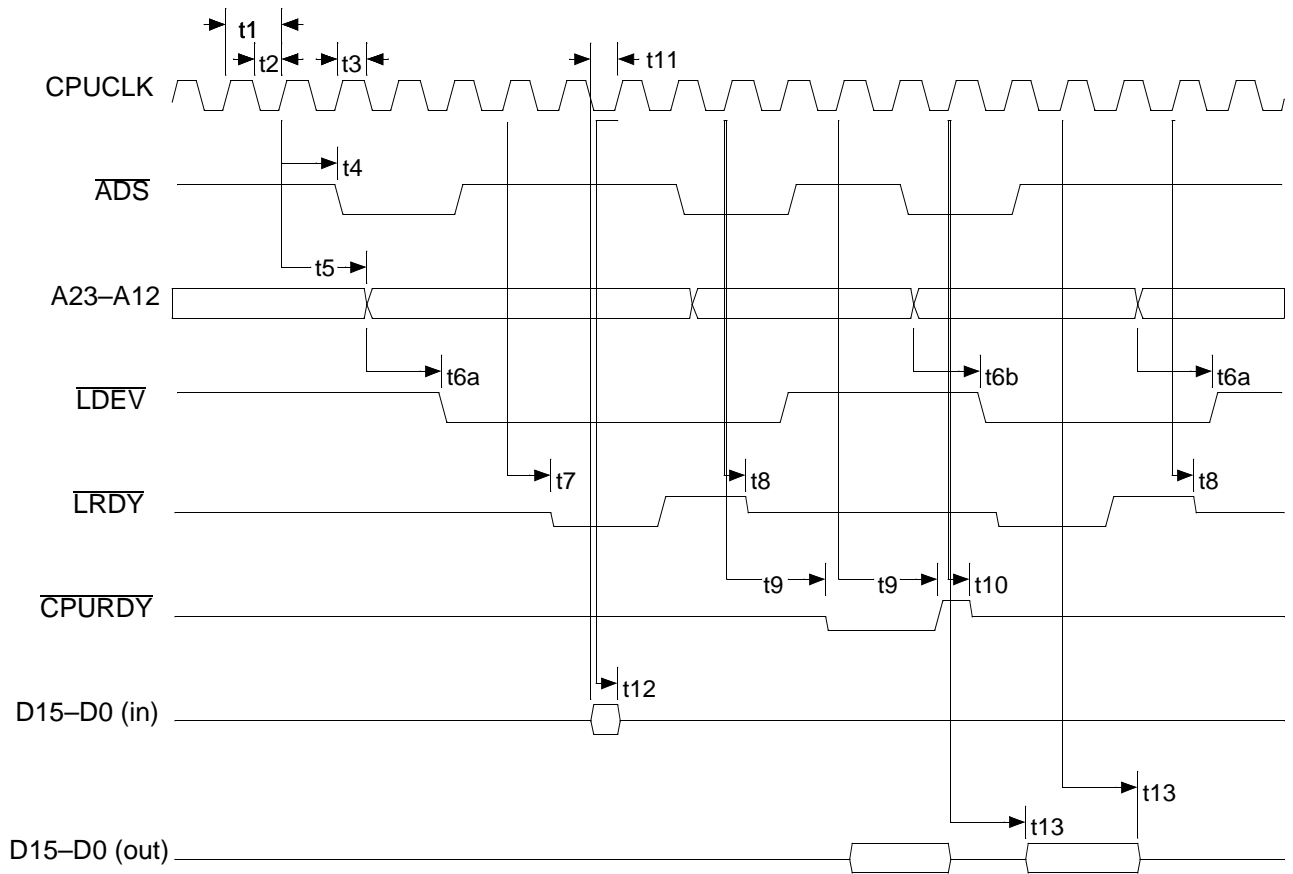 t1
t2 t3 t11
CPUCLK
t4
ADS
t5
A23–A12
t6a t6b t6a
LDEV
t7 t8 t8
LRDY
t9 t9 t10
CPURDY
t12
D15–D0 (in)
t13
t13
D15–D0 (out)